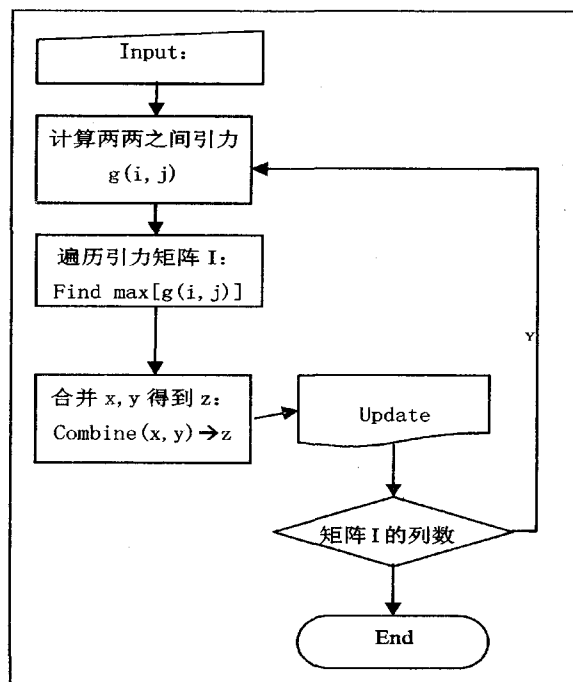 Input：
计算两两之间引力
g(i,j)
遍历引力矩阵 I：
Find max[g(i,j)]
合并 x,y 得到 z：
Combine(x,y)→z
Update
Y
矩阵 I 的列数
End